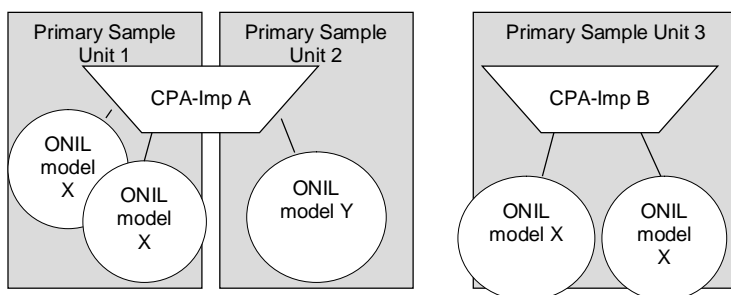 Primary Sample
Unit 1
Primary Sample
Unit 2
Primary Sample Unit 3
CPA-Imp A
CPA-Imp B
ONIL
model
X
ONIL
model
X
ONIL
model Y
ONIL
model X
ONIL
model
X